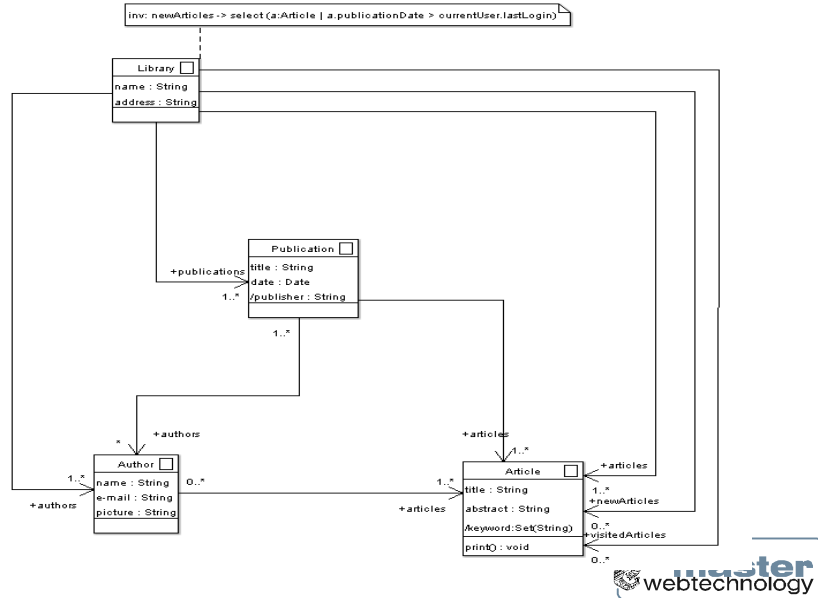 inv: newArticles -> select (a:Article | a.publicationDate > currentUser.lastLogin)
Library
name : String
address : String
Publication
title : String
date : Date
/publisher : String
+publications
1..*
1..*
+authors
*
+articles
1..*
Author
name : String
e-mail : String
picture : String
1..*
+authors
0..*
1..*
+articles
Article
title : String
abstract : String
/keyword:Set(String)
print() : void
+articles
1..*
+newArticles
0..*
+visitedArticles
0..*
master
webtechnology